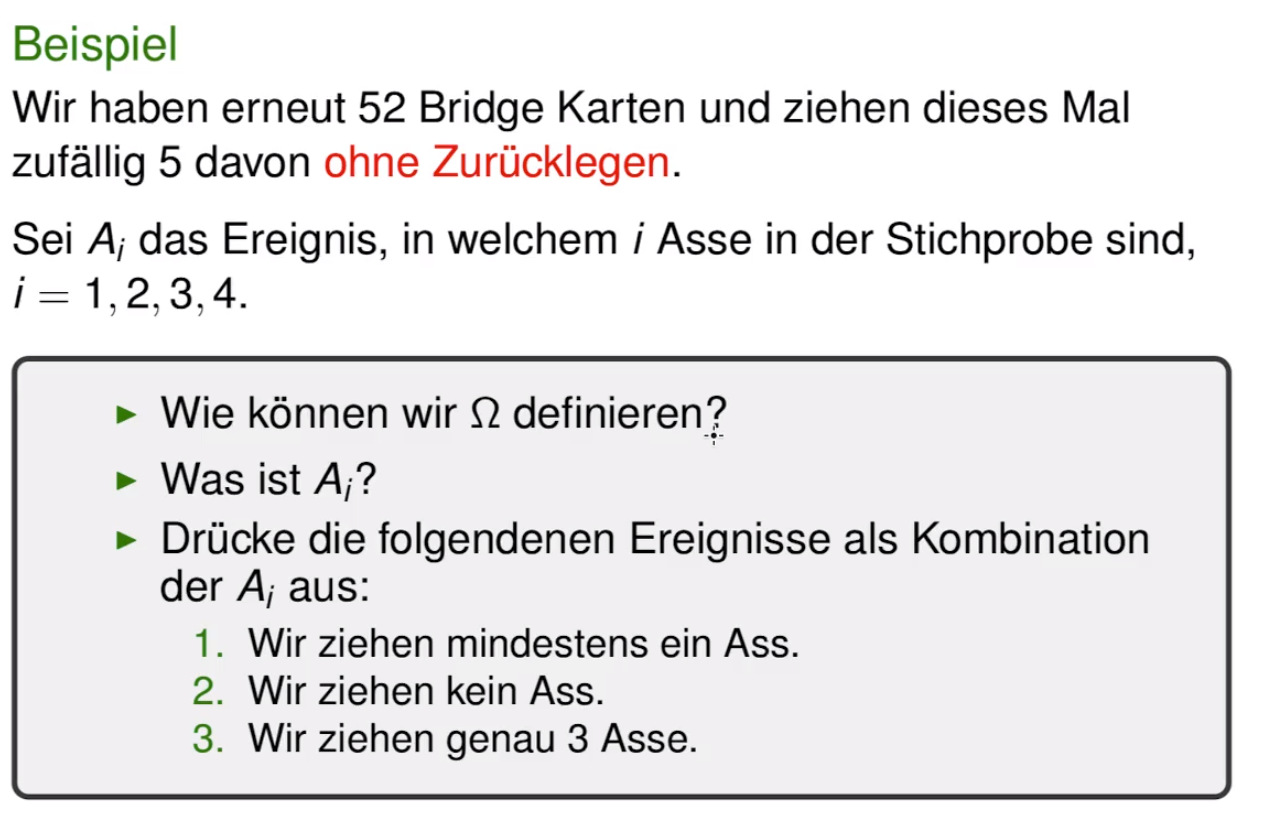 Beispiel
Wir haben erneut 52 Bridge Karten und ziehen dieses Mal
zufällig 5 davon ohne Zurücklegen.
Sei Aᵢ das Ereignis, in welchem i Asse in der Stichprobe sind,
i = 1, 2, 3, 4.
► Wie können wir Ω definieren?
► Was ist Aᵢ?
► Drücke die folgendenen Ereignisse als Kombination
der Aᵢ aus:
1. Wir ziehen mindestens ein Ass.
2. Wir ziehen kein Ass.
3. Wir ziehen genau 3 Asse.